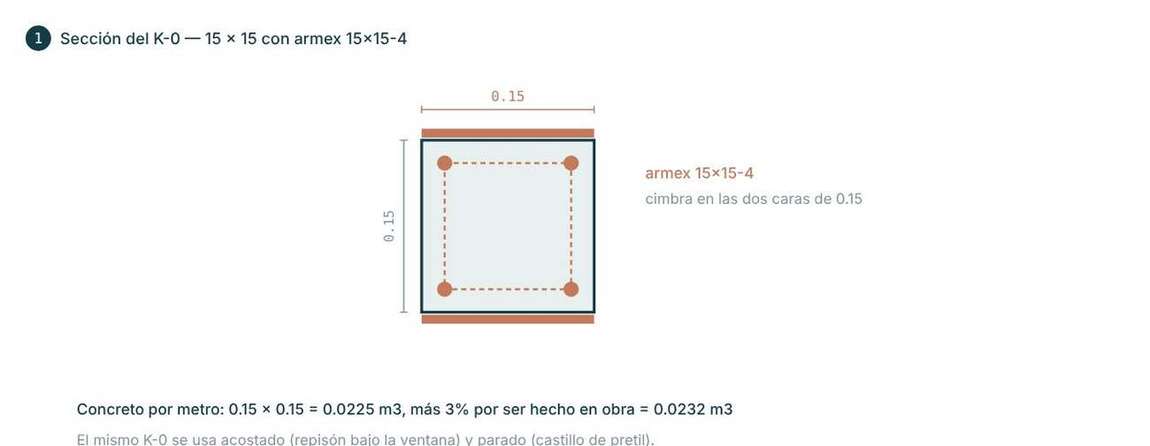 1 Sección del K-0 — 15 × 15 con armex 15×15-4
0.15
armex 15×15-4
cimbra en las dos caras de 0.15
0.15
Concreto por metro: 0.15 × 0.15 = 0.0225 m3, más 3% por ser hecho en obra = 0.0232 m3
El mismo K-0 se usa acostado (repisón bajo la ventana) y parado (castillo de pretil).